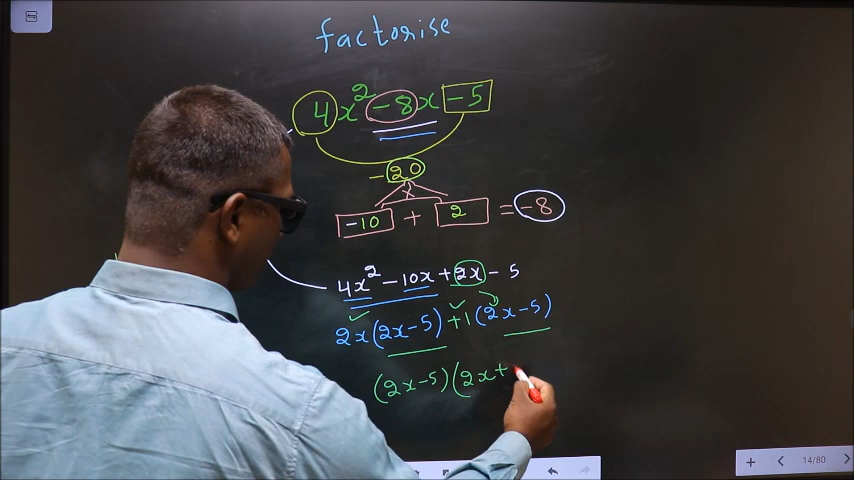 factorise
4x² -8x -5
-20
x
-10 + 2 = -8
4x² - 10x + 2x - 5
2x(2x-5) +1(2x-5)
(2x-5)(2x+
14/80